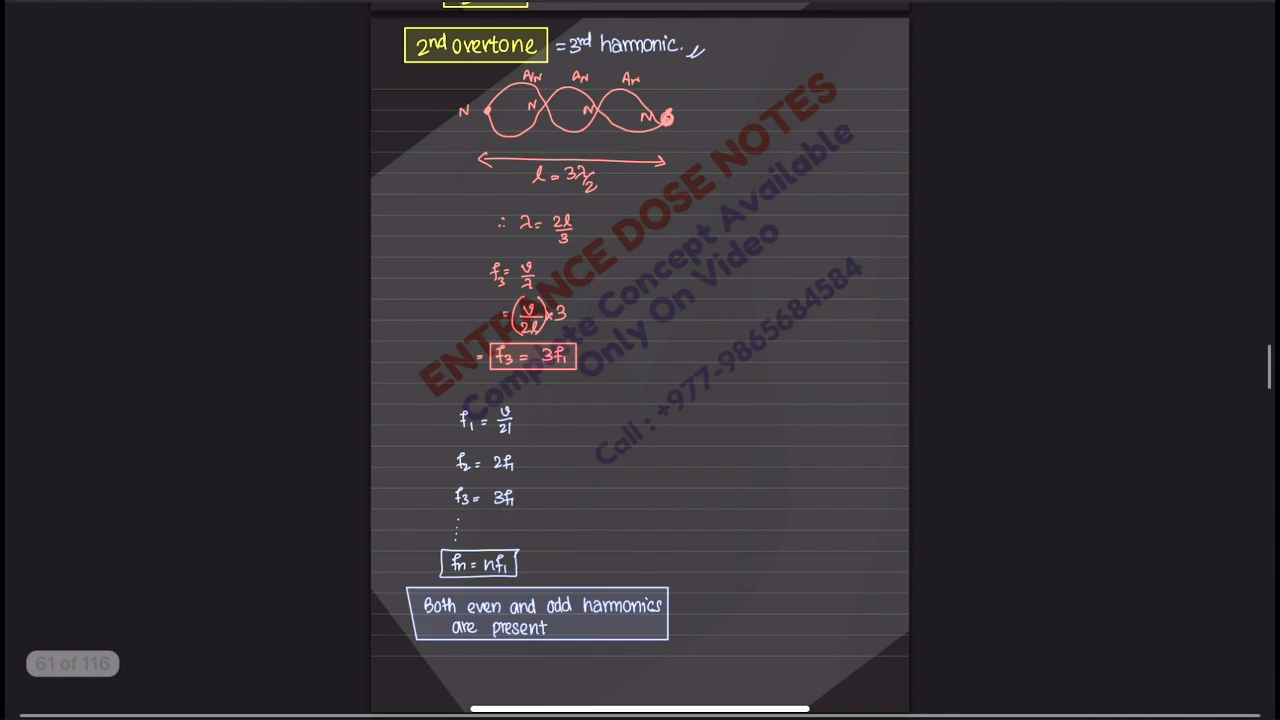 2nd overtone = 3rd harmonic.
AN AN AN
N N N N
l = 3λ/2
∴ λ = 2l/3
f3 = v/λ
= (v/2l) × 3
= f3 = 3f1
f1 = v/2l
f2 = 2f1
f3 = 3f1
fn = nf1
Both even and odd harmonics
are present
ENTRANCE DOSE NOTES
Complete Concept Available
Only On Video
Call : +977-9865684584
61 of 116